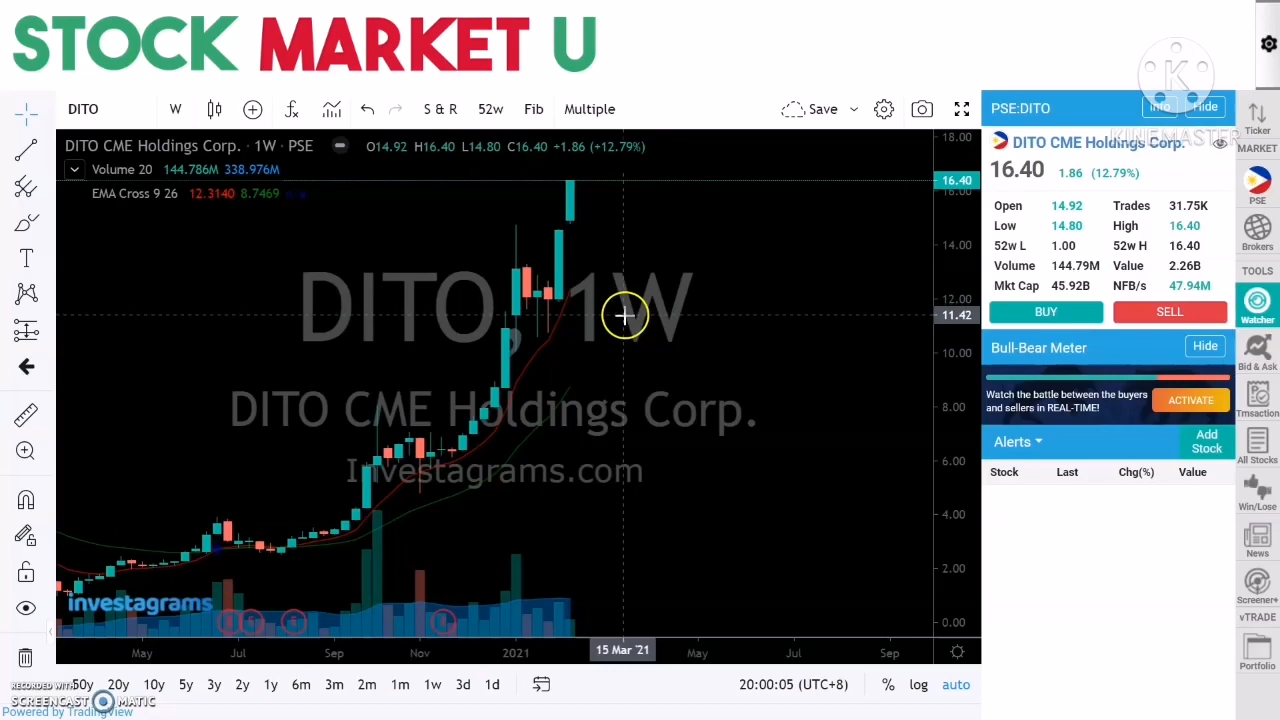 STOCK MARKET U
DITO W S & R 52w Fib Multiple Save
DITO CME Holdings Corp. · 1W · PSE O14.92 H16.40 L14.80 C16.40 +1.86 (+12.79%)
Volume 20 144.786M 338.976M
EMA Cross 9 26 12.3140 8.7469 n n
DITO, 1W
DITO CME Holdings Corp.
Investagrams.com
investagrams
18.00
16.40
16.00
14.00
12.00
11.42
10.00
8.00
6.00
4.00
2.00
0.00
May Jul Sep Nov 2021 15 Mar '21 May Jul Sep
50y 20y 10y 5y 3y 2y 1y 6m 3m 2m 1m 1w 3d 1d 20:00:05 (UTC+8) % log auto
RECORDED WITH
SCREENCAST MATIC
Powered by TradingView
K
KINEMASTER
PSE:DITO Info Hide
DITO CME Holdings Corp.
16.40 1.86 (12.79%)
Open 14.92 Trades 31.75K
Low 14.80 High 16.40
52w L 1.00 52w H 16.40
Volume 144.79M Value 2.26B
Mkt Cap 45.92B NFB/s 47.94M
BUY SELL
Bull-Bear Meter Hide
Watch the battle between the buyers
and sellers in REAL-TIME!
ACTIVATE
Alerts Add
Stock
Stock Last Chg(%) Value
Ticker
MARKET
PSE
Brokers
TOOLS
Watcher
Bid & Ask
Trnsaction
All Stocks
Win/Lose
News
Screener+
vTRADE
Portfolio